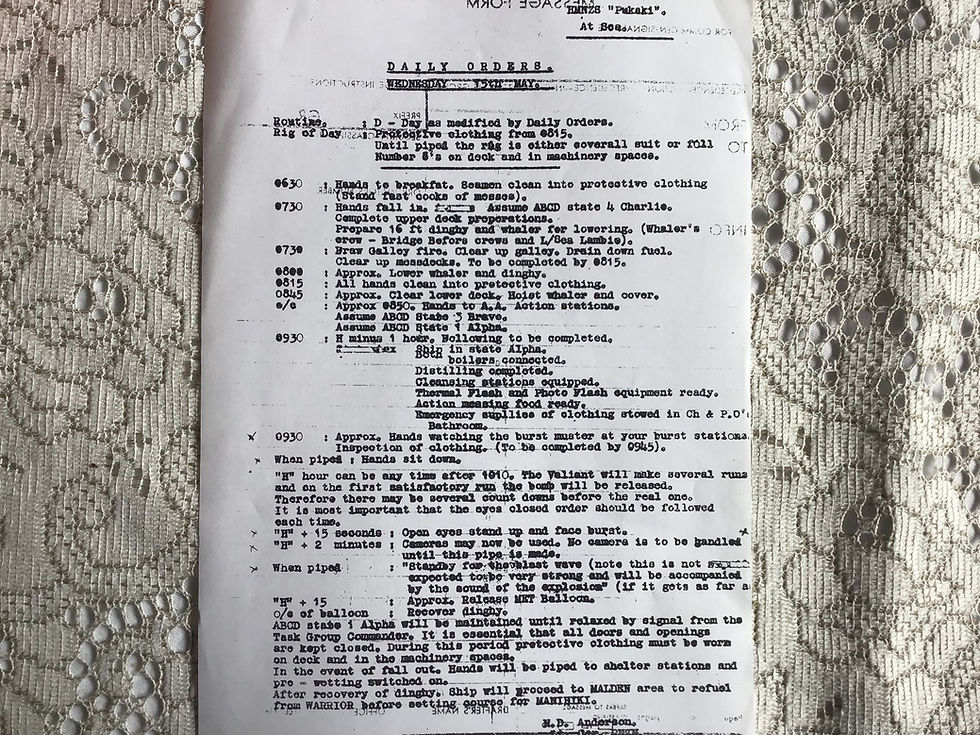 HMNZS "Pukaki".
At Sea.
DAILY ORDERS.
WEDNESDAY 15TH MAY.
Routine. : D - Day as modified by Daily Orders.
Rig of Day : Protective clothing from 0815.
Until piped the rig is either coverall suit or full
Number 8's on deck and in machinery spaces.
0630 : Hands to breakfat. Seamen clean into protective clothing
(Stand fast cooks of messes).
0730 : Hands fall in. Assume ABCD state 4 Charlie.
Complete upper deck preperations.
Prepare 16 ft dinghy and whaler for lowering. (Whaler's
crew - Bridge Befors crews and L/Sea Lambie).
0730 : Draw Galley fire. Clear up galley. Drain down fuel.
Clear up messdecks. To be completed by 0815.
0800 : Approx. Lower whaler and dinghy.
0815 : All hands clean into protective clothing.
0845 : Approx. Clear lower deck. Hoist whaler and cover.
o/c : Approx 0850. Hands to A.A. Action stations.
Assume ABCD State 3 Bravo.
Assume ABCD State 1 Alpha.
0930 : H minus 1 hour. Following to be completed.
Ship in state Alpha.
Both boilers connected.
Distilling completed.
Cleansing stations equipped.
Thermal Flash and Photo Flash equipment ready.
Action messing food ready.
Emergency supplies of clothing stowed in Ch & P.O'
Bathroom.
x 0930 : Approx. Hands watching the burst muster at your burst stations.
Inspection of clothing. (To be completed by 0945).
When piped : Hands sit down.
"H" hour can be any time after 1010. The Valiant will make several runs
and on the first satisfactory run the bomb will be released.
Therefore there may be several count downs before the real one.
It is most important that the eyes closed order should be followed
each time.
"H" + 15 seconds : Open eyes stand up and face burst.
"H" + 2 minutes : Cameras may now be used. No camera is to be handled
until this pipe is made.
When piped : "Standby for the blast wave (note this is not
expected to be very strong and will be accompanied
by the sound of the explosion" (if it gets as far a
"H" + 15 : Approx. Release MET Balloon.
o/c of balloon : Recover dinghy.
ABCD state 1 Alpha will be maintained until relaxed by signal from the
Task Group Commander. It is essential that all doors and openings
are kept closed. During this period protective clothing must be worn
on deck and in the machinery spaces.
In the event of fall out. Hands will be piped to shelter stations and
pre - wetting switched on.
After recovery of dinghy. Ship will proceed to MALDEN area to refuel
from WARRIOR before setting course for MANIHIKI.
N.D. Anderson.